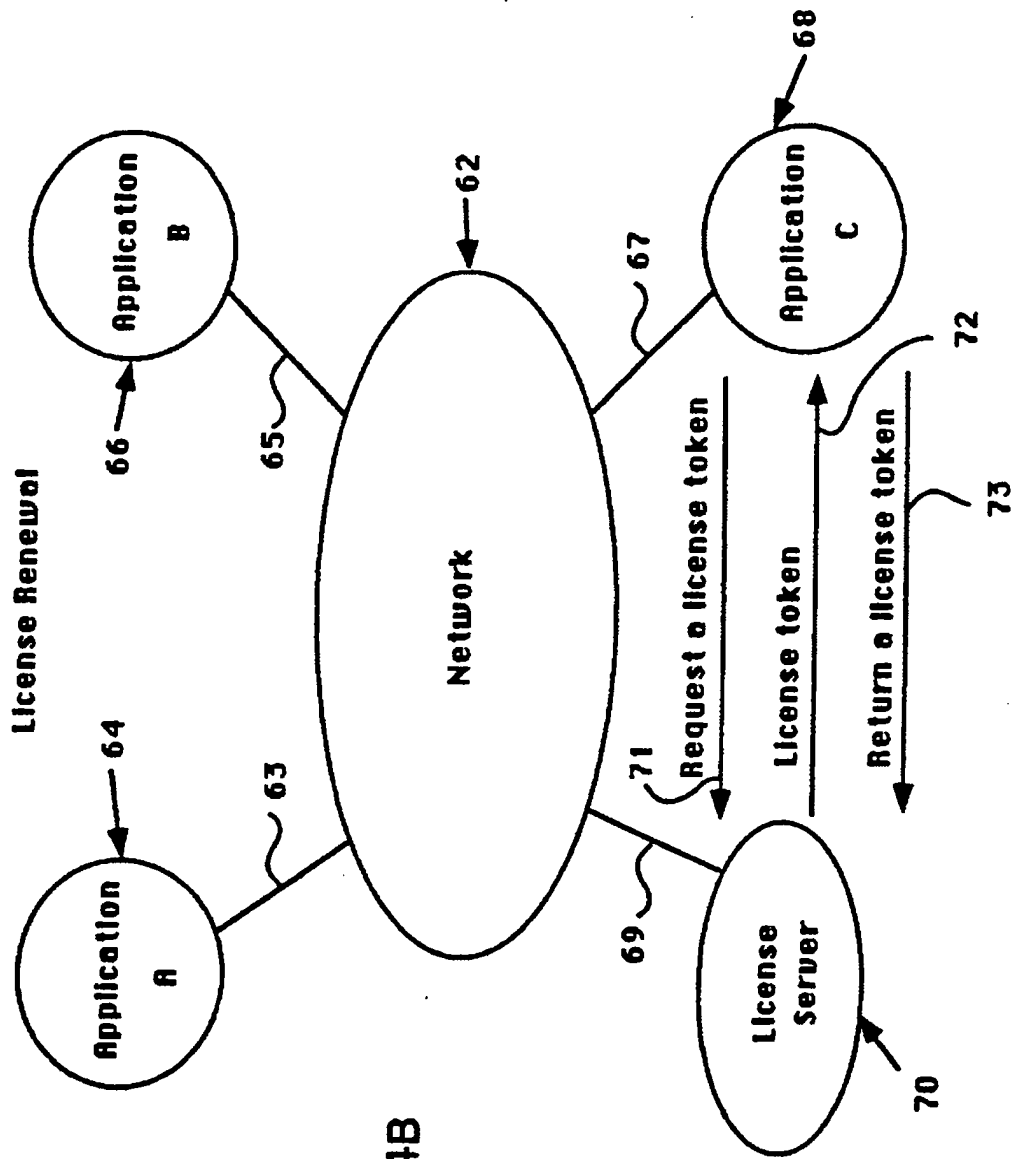 License Renewal
64
Application
A
63
66
Application
B
65
62
Network
69
71
67
68
Application
C
Request a license token
License token
72
Return a license token
73
License
Server
70
4B